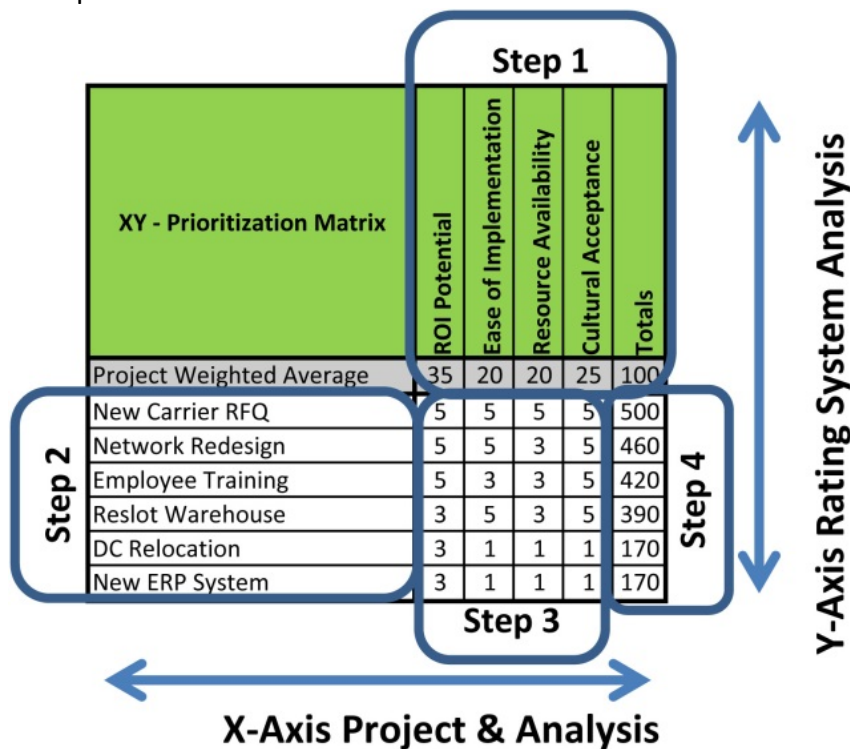 Step 1
XY - Prioritization Matrix
ROI Potential
Ease of Implementation
Resource Availability
Cultural Acceptance
Totals
Project Weighted Average 35 20 20 25 100
New Carrier RFQ 5 5 5 5 500
Network Redesign 5 5 3 5 460
Employee Training 5 3 3 5 420
Reslot Warehouse 3 5 3 5 390
DC Relocation 3 1 1 1 170
New ERP System 3 1 1 1 170
Step 2
Step 3
Step 4
Y-Axis Rating System Analysis
X-Axis Project & Analysis